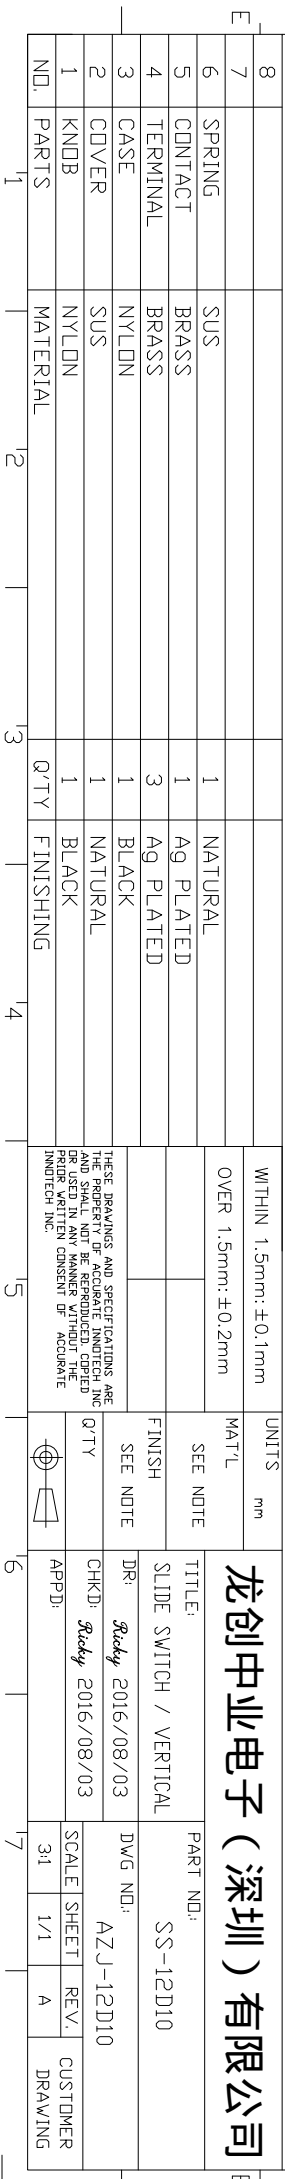 E
8
7
6 SPRING SUS 1 NATURAL
5 CONTACT BRASS 1 Ag PLATED
4 TERMINAL BRASS 3 Ag PLATED
3 CASE NYLON 1 BLACK
2 COVER SUS 1 NATURAL
1 KNOB NYLON 1 BLACK
NO. PARTS MATERIAL Q'TY FINISHING
WITHIN 1.5mm:±0.1mm
OVER 1.5mm:±0.2mm
THESE DRAWINGS AND SPECIFICATIONS ARE
THE PROPERTY OF ACCURATE INNOTECH INC
AND SHALL NOT BE REPRODUCED, COPIED
OR USED IN ANY MANNER WITHOUT THE
PRIOR WRITTEN CONSENT OF ACCURATE
INNOTECH INC.
UNITS mm
MAT'L
SEE NOTE
FINISH
SEE NOTE
Q'TY
龙创中业电子（深圳）有限公司
TITLE:
SLIDE SWITCH / VERTICAL
PART NO.:
SS-12D10
DR: Ricky 2016/08/03
CHKD: Ricky 2016/08/03
APPD:
DWG NO.:
AZJ-12D10
SCALE SHEET REV.
3:1 1/1 A
CUSTOMER
DRAWING
1 2 3 4 5 6 7
E